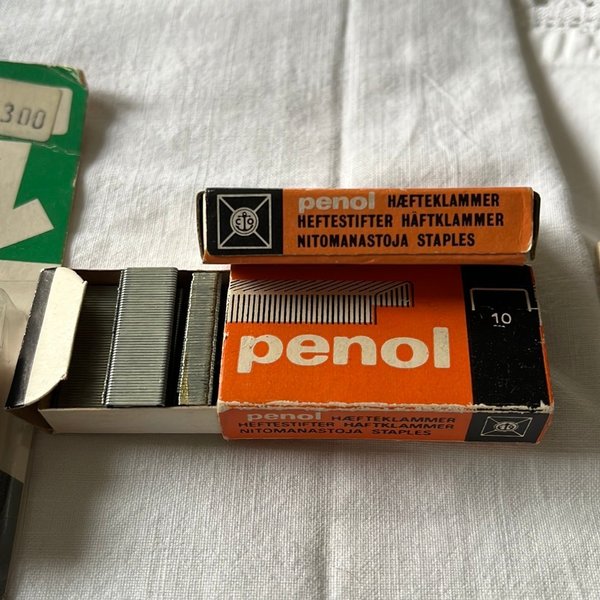 300
penol HÆFTEKLAMMER
HEFTESTIFTER HÄFTKLAMMER
NITOMANASTOJA STAPLES
10
penol
penol HÆFTEKLAMMER
HEFTESTIFTER HÄFTKLAMMER
NITOMANASTOJA STAPLES